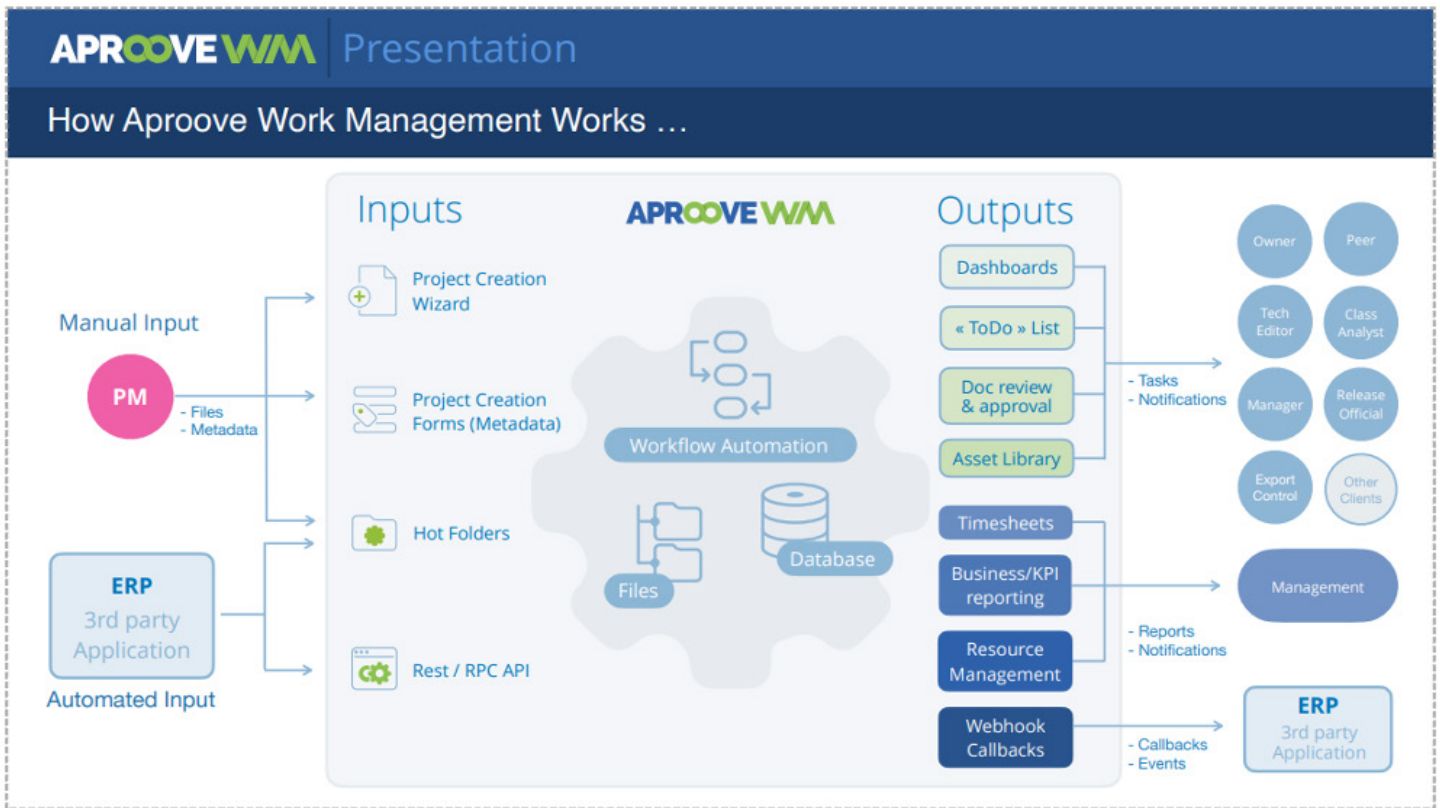 APROOVE WM Presentation
How Aproove Work Management Works …
Manual Input
PM
- Files
- Metadata
ERP
3rd party
Application
Automated Input
Inputs
Project Creation
Wizard
Project Creation
Forms (Metadata)
Hot Folders
Rest / RPC API
APROOVE WM
Workflow Automation
Files
Database
Outputs
Dashboards
« ToDo » List
Doc review
& approval
Asset Library
Timesheets
Business/KPI
reporting
Resource
Management
Webhook
Callbacks
- Tasks
- Notifications
- Reports
- Notifications
- Callbacks
- Events
Owner
Peer
Tech
Editor
Class
Analyst
Manager
Release
Official
Export
Control
Other
Clients
Management
ERP
3rd party
Application